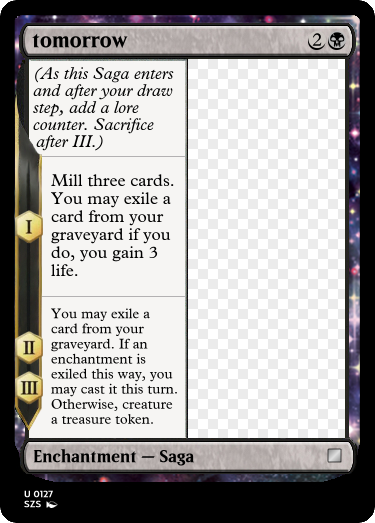 tomorrow 2
(As this Saga enters
and after your draw
step, add a lore
counter. Sacrifice
after III.)
I
Mill three cards.
You may exile a
card from your
graveyard if you
do, you gain 3
life.
II
III
You may exile a
card from your
graveyard. If an
enchantment is
exiled this way, you
may cast it this turn.
Otherwise, creature
a treasure token.
Enchantment — Saga
U 0127
SZS